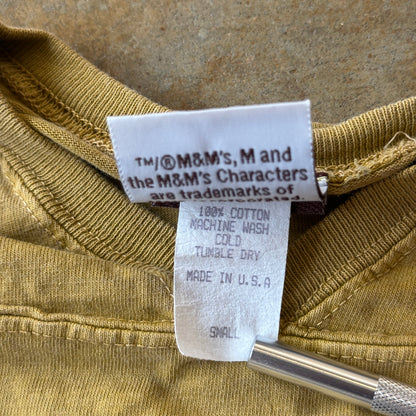 ™/® M&M's, M and
the M&M's Characters
are trademarks of
100% COTTON
MACHINE WASH
COLD
TUMBLE DRY
MADE IN U.S.A
SMALL